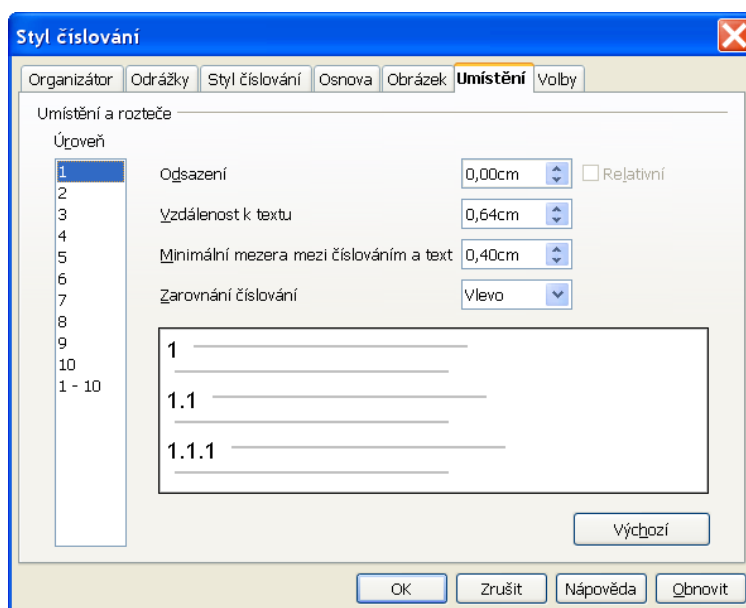 Styl číslování
Organizátor Odrážky Styl číslování Osnova Obrázek Umístění Volby
Umístění a rozteče
Úroveň
1
2
3
4
5
6
7
8
9
10
1 - 10
Odsazení 0,00cm Relativní
Vzdálenost k textu 0,64cm
Minimální mezera mezi číslováním a text 0,40cm
Zarovnání číslování Vlevo
1
1.1
1.1.1
Výchozí
OK Zrušit Nápověda Obnovit